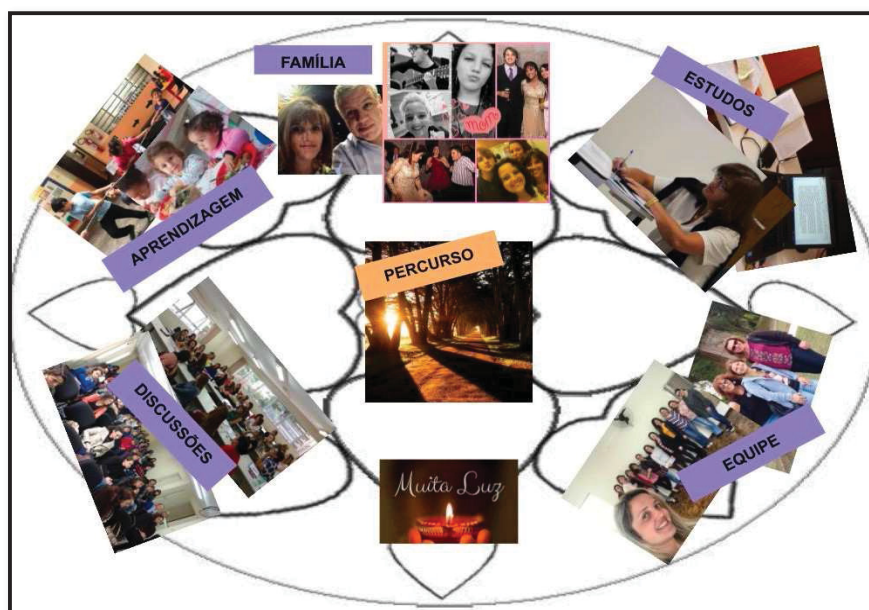 FAMÍLIA
ESTUDOS
APRENDIZAGEM
PERCURSO
DISCUSSÕES
EQUIPE
Muita Luz